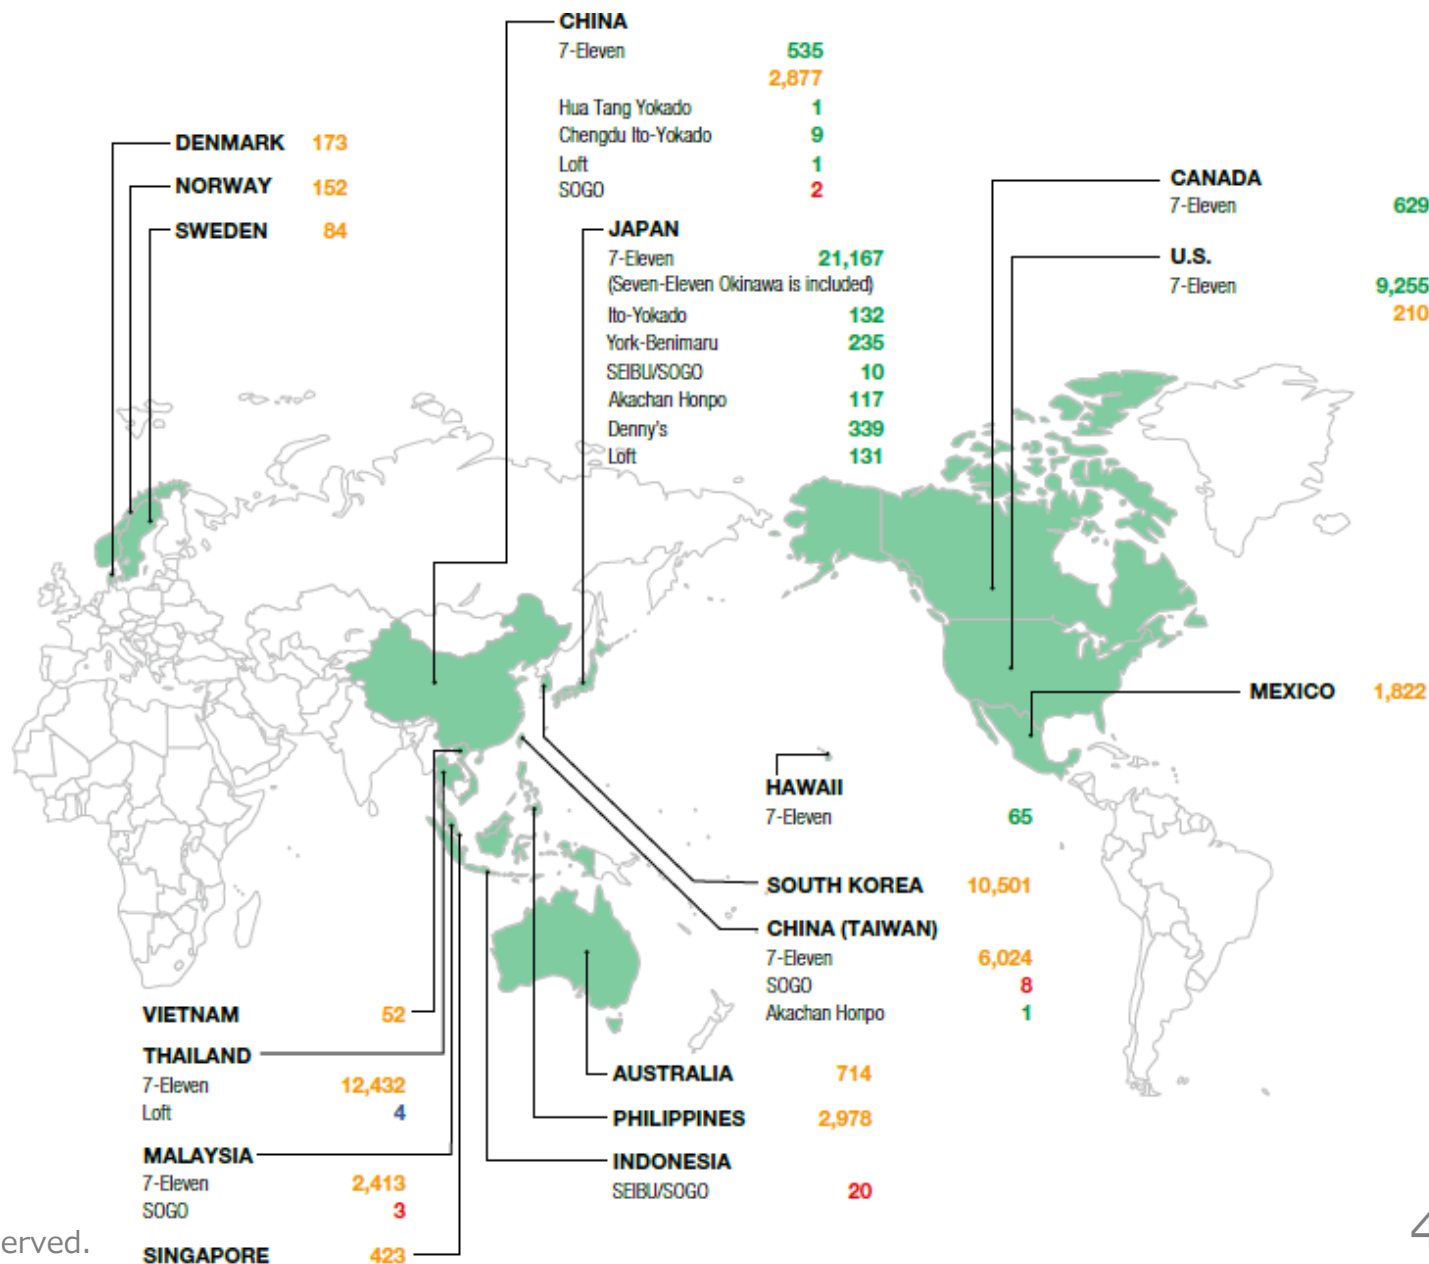 CHINA
7-Eleven 535
2,877
Hua Tang Yokado 1
Chengdu Ito-Yokado 9
Loft 1
SOGO 2
DENMARK 173
NORWAY 152
SWEDEN 84
JAPAN
7-Eleven 21,167
(Seven-Eleven Okinawa is included)
Ito-Yokado 132
York-Benimaru 235
SEIBU/SOGO 10
Akachan Honpo 117
Denny's 339
Loft 131
CANADA
7-Eleven 629
U.S.
7-Eleven 9,255
210
MEXICO 1,822
HAWAII
7-Eleven 65
SOUTH KOREA 10,501
CHINA (TAIWAN)
7-Eleven 6,024
SOGO 8
Akachan Honpo 1
VIETNAM 52
THAILAND
7-Eleven 12,432
Loft 4
MALAYSIA
7-Eleven 2,413
SOGO 3
SINGAPORE 423
AUSTRALIA 714
PHILIPPINES 2,978
INDONESIA
SEIBU/SOGO 20
erved.